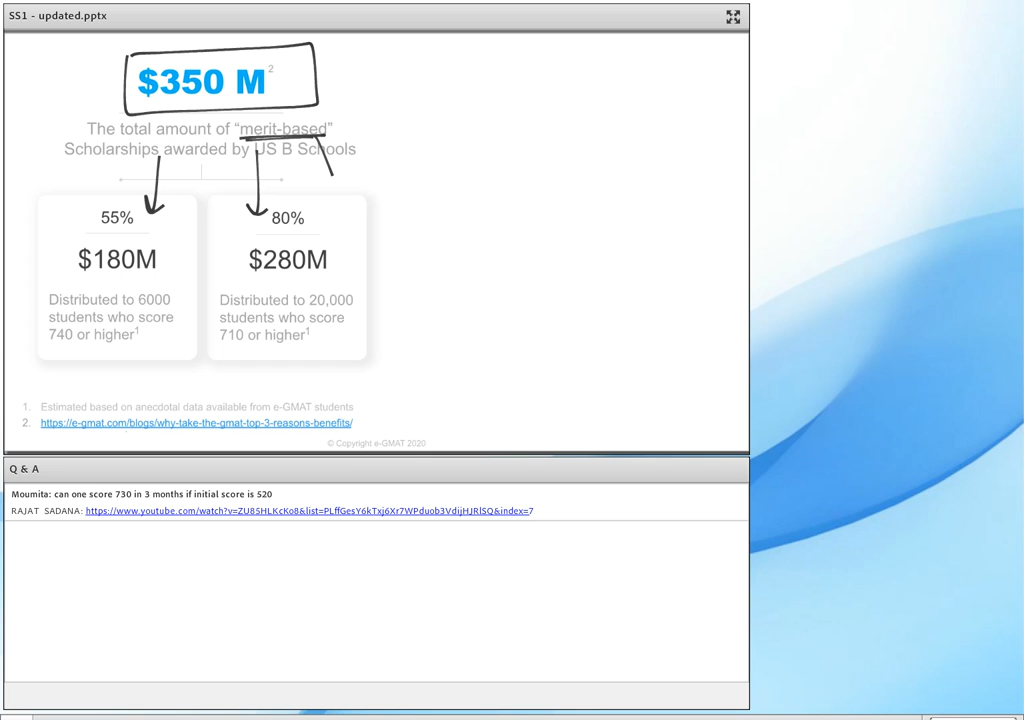 SS1 - updated.pptx
$350 M2
The total amount of “merit-based”
Scholarships awarded by US B Schools
55%
$180M
Distributed to 6000
students who score
740 or higher1
80%
$280M
Distributed to 20,000
students who score
710 or higher1
1. Estimated based on anecdotal data available from e-GMAT students
2. https://e-gmat.com/blogs/why-take-the-gmat-top-3-reasons-benefits/
© Copyright e-GMAT 2020
Q & A
Moumita: can one score 730 in 3 months if initial score is 520
RAJAT SADANA: https://www.youtube.com/watch?v=ZU85HLKcKo8&list=PLffGesY6kTxj6Xr7WPduob3VdijHJRlSQ&index=7